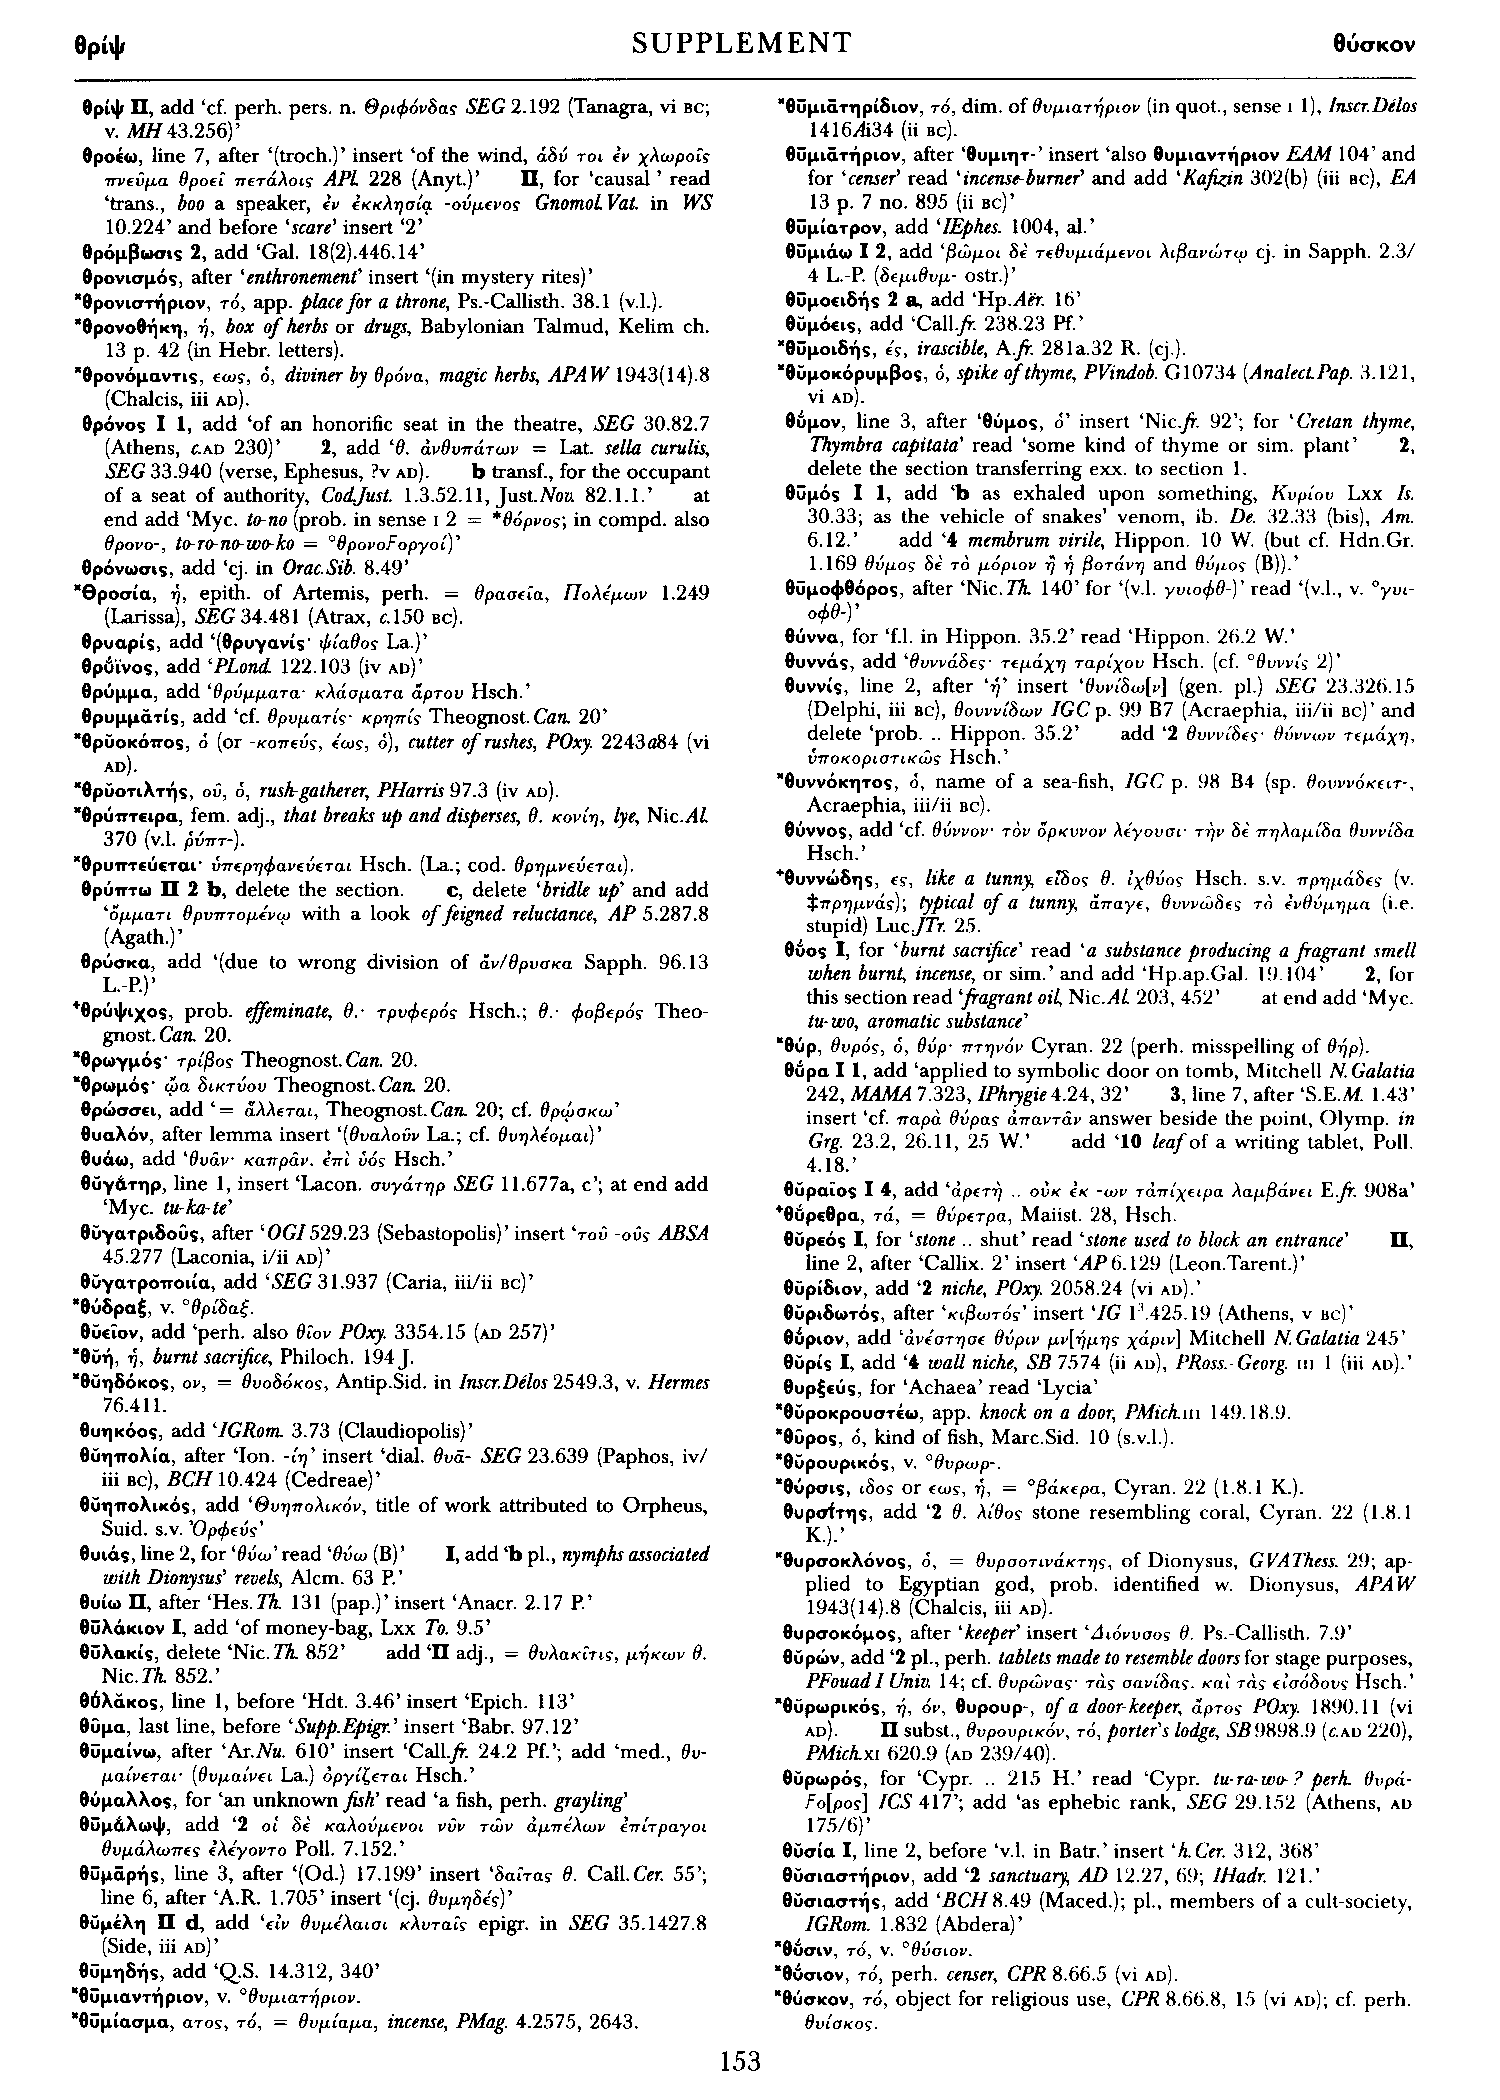 θρίψ
SUPPLEMENT
θύσκον
θρίψ II, add ‘cf. perh. pers. n. Θριφόνδας SEG 2.192 (Tanagra, vi BC;
v. MH 43.256)’
θροέω, line 7, after ‘(troch.)’ insert ‘of the wind, ἁδύ τοι ἐν χλωροῖς
πνεῦμα θροεῖ πετάλοις APl. 228 (Anyt.)’ II, for ‘causal’ read
‘trans., boo a speaker, ἐν ἐκκλησίᾳ -ούμενος Gnomol. Vat. in WS
10.224’ and before ‘scare’ insert ‘2’
θρόμβωσις 2, add ‘Gal. 18(2).446.14’
θρονισμός, after ‘enthronement’ insert ‘(in mystery rites)’
*θρονιστήριον, τό, app. place for a throne, Ps.-Callisth. 38.1 (v.l.).
*θρονοθήκη, ἡ, box of herbs or drugs, Babylonian Talmud, Kelim ch.
13 p. 42 (in Hebr. letters).
*θρονόμαντις, εως, ὁ, diviner by θρόνα, magic herbs, APAW 1943(14).8
(Chalcis, iii AD).
θρόνος I 1, add ‘of an honorific seat in the theatre, SEG 30.82.7
(Athens, c.AD 230)’ 2, add ‘θ. ἀνθυπάτων = Lat. sella curulis,
SEG 33.940 (verse, Ephesus, ?v AD). b transf., for the occupant
of a seat of authority, Cod.Just. 1.3.52.11, Just.Nov. 82.1.1.’ at
end add ‘Myc. to-no (prob. in sense I 2 = *θόρνος; in compd. also
θρονο-, to-ro-no-wo-ko = °θρονοϝοργοί)’
θρόνωσις, add ‘cj. in Orac.Sib. 8.49’
*Θροσία, ἡ, epith. of Artemis, perh. = θρασεῖα, Πολέμων 1.249
(Larissa), SEG 34.481 (Atrax, c.150 BC).
θρυαρίς, add ‘(θρυγανίς· ψίαθος La.)’
θρύϊνος, add ‘PLond. 122.103 (iv AD)’
θρύμμα, add ‘θρύμματα· κλάσματα ἄρτου Hsch.’
θρυμμᾰτίς, add ‘cf. θρυματίς· κρηπίς Theognost.Can. 20’
*θρῠοκόπος, ὁ (or -κοπεύς, έως, ὁ), cutter of rushes, POxy. 2243a84 (vi
AD).
*θρῠοτιλτής, οῦ, ὁ, rush-gatherer, PHarris 97.3 (iv AD).
*θρύπτειρα, fem. adj., that breaks up and disperses, θ. κονίη, lye, Nic.Al.
370 (v.l. ῥύπτ-).
*θρυπτεύεται· ὑπερηφανεύεται Hsch. (La.; cod. θρημνεύεται).
θρύπτω II 2 b, delete the section. c, delete ‘bridle up’ and add
‘ὄμματι θρυπτομένῳ with a look of feigned reluctance, AP 5.287.8
(Agath.)’
θρύσκα, add ‘(due to wrong division of ἄν/θρυσκα Sapph. 96.13
L.-P.)’
⁺θρύψιχος, prob. effeminate, θ.· τρυφερός Hsch.; θ.· φοβερός Theo-
gnost.Can. 20.
*θρωγμός· τρίβος Theognost.Can. 20.
*θρωμός· ᾦα δικτύου Theognost.Can. 20.
θρώσσει, add ‘= ἅλλεται, Theognost.Can. 20; cf. θρῴσκω’
θυαλόν, after lemma insert ‘(θυαλοῦν La.; cf. θυηλέομαι)’
θυάω, add ‘θυᾶν· καπρᾶν. ἐπὶ ὑός Hsch.’
θῠγάτηρ, line 1, insert ‘Lacon. συγάτηρ SEG 11.677a, c’; at end add
‘Myc. tu-ka-te’
θῠγατριδοῦς, after ‘OGI 529.23 (Sebastopolis)’ insert ‘τοῦ -οῦς ABSA
45.277 (Laconia, i/ii AD)’
θῠγατροποιία, add ‘SEG 31.937 (Caria, iii/ii BC)’
*θύδραξ, v. °θρίδαξ.
θῠεῖον, add ‘perh. also θῖον POxy. 3354.15 (AD 257)’
*θῠή, ἡ, burnt sacrifice, Philoch. 194 J.
*θῠηδόκος, ον, = θυοδόκος, Antip.Sid. in Inscr.Délos 2549.3, v. Hermes
76.411.
θυηκόος, add ‘IGRom. 3.73 (Claudiopolis)’
θῠηπολία, after ‘Ion. -ίη’ insert ‘dial. θυᾱ- SEG 23.639 (Paphos, iv/
iii BC), BCH 10.424 (Cedreae)’
θῠηπολικός, add ‘Θυηπολικόν, title of work attributed to Orpheus,
Suid. s.v. Ὀρφεύς’
θυιάς, line 2, for ‘θύω’ read ‘θύω (B)’ I, add ‘b pl., nymphs associated
with Dionysus’ revels, Alcm. 63 P.’
θυίω II, after ‘Hes.Th. 131 (pap.)’ insert ‘Anacr. 2.17 P.’
θῡλάκιον I, add ‘of money-bag, Lxx To. 9.5’
θῡλακίς, delete ‘Nic.Th. 852’ add ‘II adj., = θυλακῖτις, μήκων θ.
Nic.Th. 852.’
θύλᾰκος, line 1, before ‘Hdt. 3.46’ insert ‘Epich. 113’
θῦμα, last line, before ‘Supp.Epigr.’ insert ‘Babr. 97.12’
θῡμαίνω, after ‘Ar.Nu. 610’ insert ‘Call.fr. 24.2 Pf.’; add ‘med., θυ-
μαίνεται· (θυμαίνει La.) ὀργίζεται Hsch.’
θύμαλλος, for ‘an unknown fish’ read ‘a fish, perh. grayling’
θῡμάλωψ, add ‘2 οἱ δὲ καλούμενοι νῦν τῶν ἀμπέλων ἐπίτραγοι
θυμάλωπες ἐλέγοντο Poll. 7.152.’
θῡμᾱρής, line 3, after ‘(Od.) 17.199’ insert ‘δαῖτας θ. Call.Cer. 55’;
line 6, after ‘A.R. 1.705’ insert ‘(cj. θυμηδές)’
θῠμέλη II d, add ‘εἰν θυμέλαισι κλυταῖς epigr. in SEG 35.1427.8
(Side, iii AD)’
θῡμηδής, add ‘Q.S. 14.312, 340’
*θῡμιαντήριον, v. °θυμιατήριον.
*θῡμίασμα, ατος, τό, = θυμίαμα, incense, PMag. 4.2575, 2643.
*θῡμιᾱτηρίδιον, τό, dim. of θυμιατήριον (in quot., sense I 1), Inscr.Délos
1416Ai34 (ii BC).
θῡμιᾱτήριον, after ‘θυμιητ-’ insert ‘also θυμιαντήριον EAM 104’ and
for ‘censer’ read ‘incense-burner’ and add ‘Kafizin 302(b) (iii BC), EA
13 p. 7 no. 895 (ii BC)’
θῡμίατρον, add ‘IEphes. 1004, al.’
θῡμιάω I 2, add ‘βῶμοι δὲ τεθυμιάμενοι λιβανώτῳ cj. in Sapph. 2.3/
4 L.-P. (δεμιθυμ- ostr.)’
θῡμοειδής 2 a, add ‘Hp.Aër. 16’
θῠμόεις, add ‘Call.fr. 238.23 Pf.’
*θῡμοιδής, ές, irascible, A.fr. 281a.32 R. (cj.).
*θῠμοκόρυμβος, ὁ, spike of thyme, PVindob. G10734 (Analect.Pap. 3.121,
vi AD).
θύμον, line 3, after ‘θύμος, ὁ’ insert ‘Nic.fr. 92’; for ‘Cretan thyme,
Thymbra capitata’ read ‘some kind of thyme or sim. plant’ 2,
delete the section transferring exx. to section 1.
θῡμός I 1, add ‘b as exhaled upon something, Κυρίου Lxx Is.
30.33; as the vehicle of snakes’ venom, ib. De. 32.33 (bis), Am.
6.12.’ add ‘4 membrum virile, Hippon. 10 W. (but cf. Hdn.Gr.
1.169 θύμος δὲ τὸ μόριον ἢ ἡ βοτάνη and θύμος (B)).’
θῡμοφθόρος, after ‘Nic.Th. 140’ for ‘(v.l. γυιοφθ-)’ read ‘(v.l., v. °γυι-
οφθ-)’
θύννα, for ‘f.l. in Hippon. 35.2’ read ‘Hippon. 26.2 W.’
θυννάς, add ‘θυννάδες· τεμάχη ταρίχου Hsch. (cf. °θυννίς 2)’
θυννίς, line 2, after ‘ἡ’ insert ‘θυνίδω[ν] (gen. pl.) SEG 23.326.15
(Delphi, iii BC), θουννίδων IGC p. 99 B7 (Acraephia, iii/ii BC)’ and
delete ‘prob. .. Hippon. 35.2’ add ‘2 θυννίδες· θύννων τεμάχη,
ὑποκοριστικῶς Hsch.’
*θυννόκητος, ὁ, name of a sea-fish, IGC p. 98 B4 (sp. θουννόκειτ-,
Acraephia, iii/ii BC).
θύννος, add ‘cf. θύννον· τὸν ὄρκυνον λέγουσι· τὴν δὲ πηλαμίδα θυννίδα
Hsch.’
⁺θυννώδης, ες, like a tunny, εἶδος θ. ἰχθύος Hsch. s.v. πρημάδες (v.
‡πρημνάς); typical of a tunny, ἄπαγε, θυννῶδες τὸ ἐνθύμημα (i.e.
stupid) Luc.JTr. 25.
θύος I, for ‘burnt sacrifice’ read ‘a substance producing a fragrant smell
when burnt, incense, or sim.’ and add ‘Hp.ap.Gal. 19.104’ 2, for
this section read ‘fragrant oil, Nic.Al. 203, 452’ at end add ‘Myc.
tu-wo, aromatic substance’
*θύρ, θυρός, ὁ, θύρ· πτηνόν Cyran. 22 (perh. misspelling of θήρ).
θύρα I 1, add ‘applied to symbolic door on tomb, Mitchell N. Galatia
242, MAMA 7.323, IPhrygie 4.24, 32’ 3, line 7, after ‘S.E.M. 1.43’
insert ‘cf. παρὰ θύρας ἀπαντᾶν answer beside the point, Olymp. in
Grg. 23.2, 26.11, 25 W.’ add ‘10 leaf of a writing tablet, Poll.
4.18.’
θῠραῖος I 4, add ‘ἀρετὴ .. οὐκ ἐκ -ων τἀπίχειρα λαμβάνει E.fr. 908a’
⁺θύρεθρα, τά, = θύρετρα, Maiist. 28, Hsch.
θῠρεός I, for ‘stone .. shut’ read ‘stone used to block an entrance’ II,
line 2, after ‘Callix. 2’ insert ‘AP 6.129 (Leon.Tarent.)’
θῠρίδιον, add ‘2 niche, POxy. 2058.24 (vi AD).’
θῠριδωτός, after ‘κιβωτός’ insert ‘IG I³.425.19 (Athens, v BC)’
θύριον, add ‘ἀνέστησε θύριν μν[ήμης χάριν] Mitchell N. Galatia 245’
θῠρίς I, add ‘4 wall niche, SB 7574 (ii AD), PRoss.-Georg. III 1 (iii AD).’
θυρξεύς, for ‘Achaea’ read ‘Lycia’
*θῠροκρουστέω, app. knock on a door, PMich.III 149.18.9.
*θῦρος, ὁ, kind of fish, Marc.Sid. 10 (s.v.l.).
*θῠρουρικός, v. °θυρωρ-.
*θύρσις, ιδος or εως, ἡ, = °βάκερα, Cyran. 22 (1.8.1 K.).
θυρσίτης, add ‘2 θ. λίθος stone resembling coral, Cyran. 22 (1.8.1
K.).’
*θυρσοκλόνος, ὁ, = θυρσοτινάκτης, of Dionysus, GVAThess. 29; ap-
plied to Egyptian god, prob. identified w. Dionysus, APAW
1943(14).8 (Chalcis, iii AD).
θυρσοκόμος, after ‘keeper’ insert ‘Διόνυσος θ. Ps.-Callisth. 7.9’
θῠρών, add ‘2 pl., perh. tablets made to resemble doors for stage purposes,
PFouad I Univ. 14; cf. θυρῶνας· τὰς σανίδας. καὶ τὰς εἰσόδους Hsch.’
*θῠρωρικός, ή, όν, θυρουρ-, of a door-keeper, ἄρτος POxy. 1890.11 (vi
AD). II subst., θυρουρικόν, τό, porter's lodge, SB 9898.9 (c.AD 220),
PMich.XI 620.9 (AD 239/40).
θῠρωρός, for ‘Cypr. .. 215 H.’ read ‘Cypr. tu-ra-wo-? perh. θυρά-
ϝο[ρος] ICS 417’; add ‘as ephebic rank, SEG 29.152 (Athens, AD
175/6)’
θῠσία I, line 2, before ‘v.l. in Batr.’ insert ‘h.Cer. 312, 368’
θῠσιαστήριον, add ‘2 sanctuary, AD 12.27, 69; IHadr. 121.’
θῠσιαστής, add ‘BCH 8.49 (Maced.); pl., members of a cult-society,
IGRom. 1.832 (Abdera)’
*θύσιν, τό, v. °θύσιον.
*θύσιον, τό, perh. censer, CPR 8.66.5 (vi AD).
*θύσκον, τό, object for religious use, CPR 8.66.8, 15 (vi AD); cf. perh.
θυΐσκος.
153